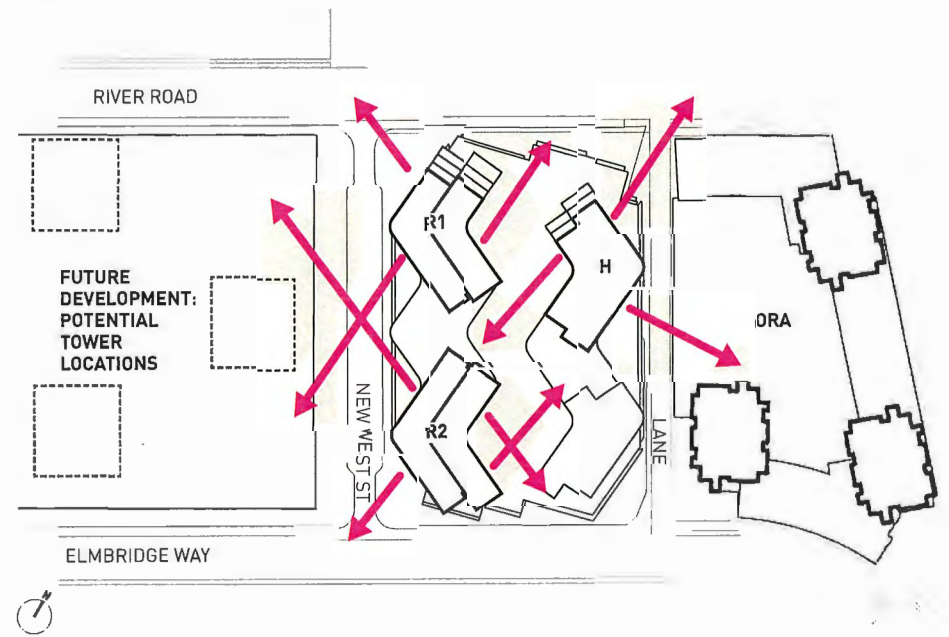 RIVER ROAD
R1
FUTURE
DEVELOPMENT:
POTENTIAL
TOWER
LOCATIONS
H
ORA
NEW WEST ST
R2
LANE
ELMBRIDGE WAY
N